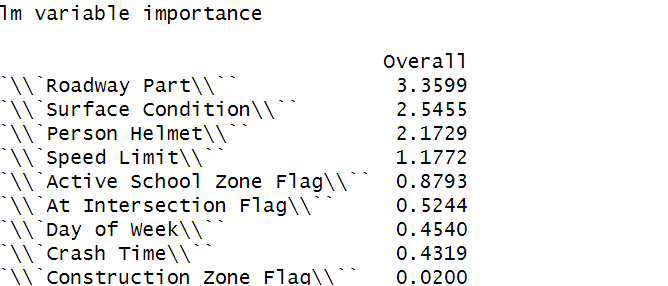 lm variable importance
Overall
`\\`Roadway Part\\`` 3.3599
`\\`Surface Condition\\`` 2.5455
`\\`Person Helmet\\`` 2.1729
`\\`Speed Limit\\`` 1.1772
`\\`Active School Zone Flag\\`` 0.8793
`\\`At Intersection Flag\\`` 0.5244
`\\`Day of Week\\`` 0.4540
`\\`Crash Time\\`` 0.4319
`\\`Construction Zone Flag\\`` 0.0200